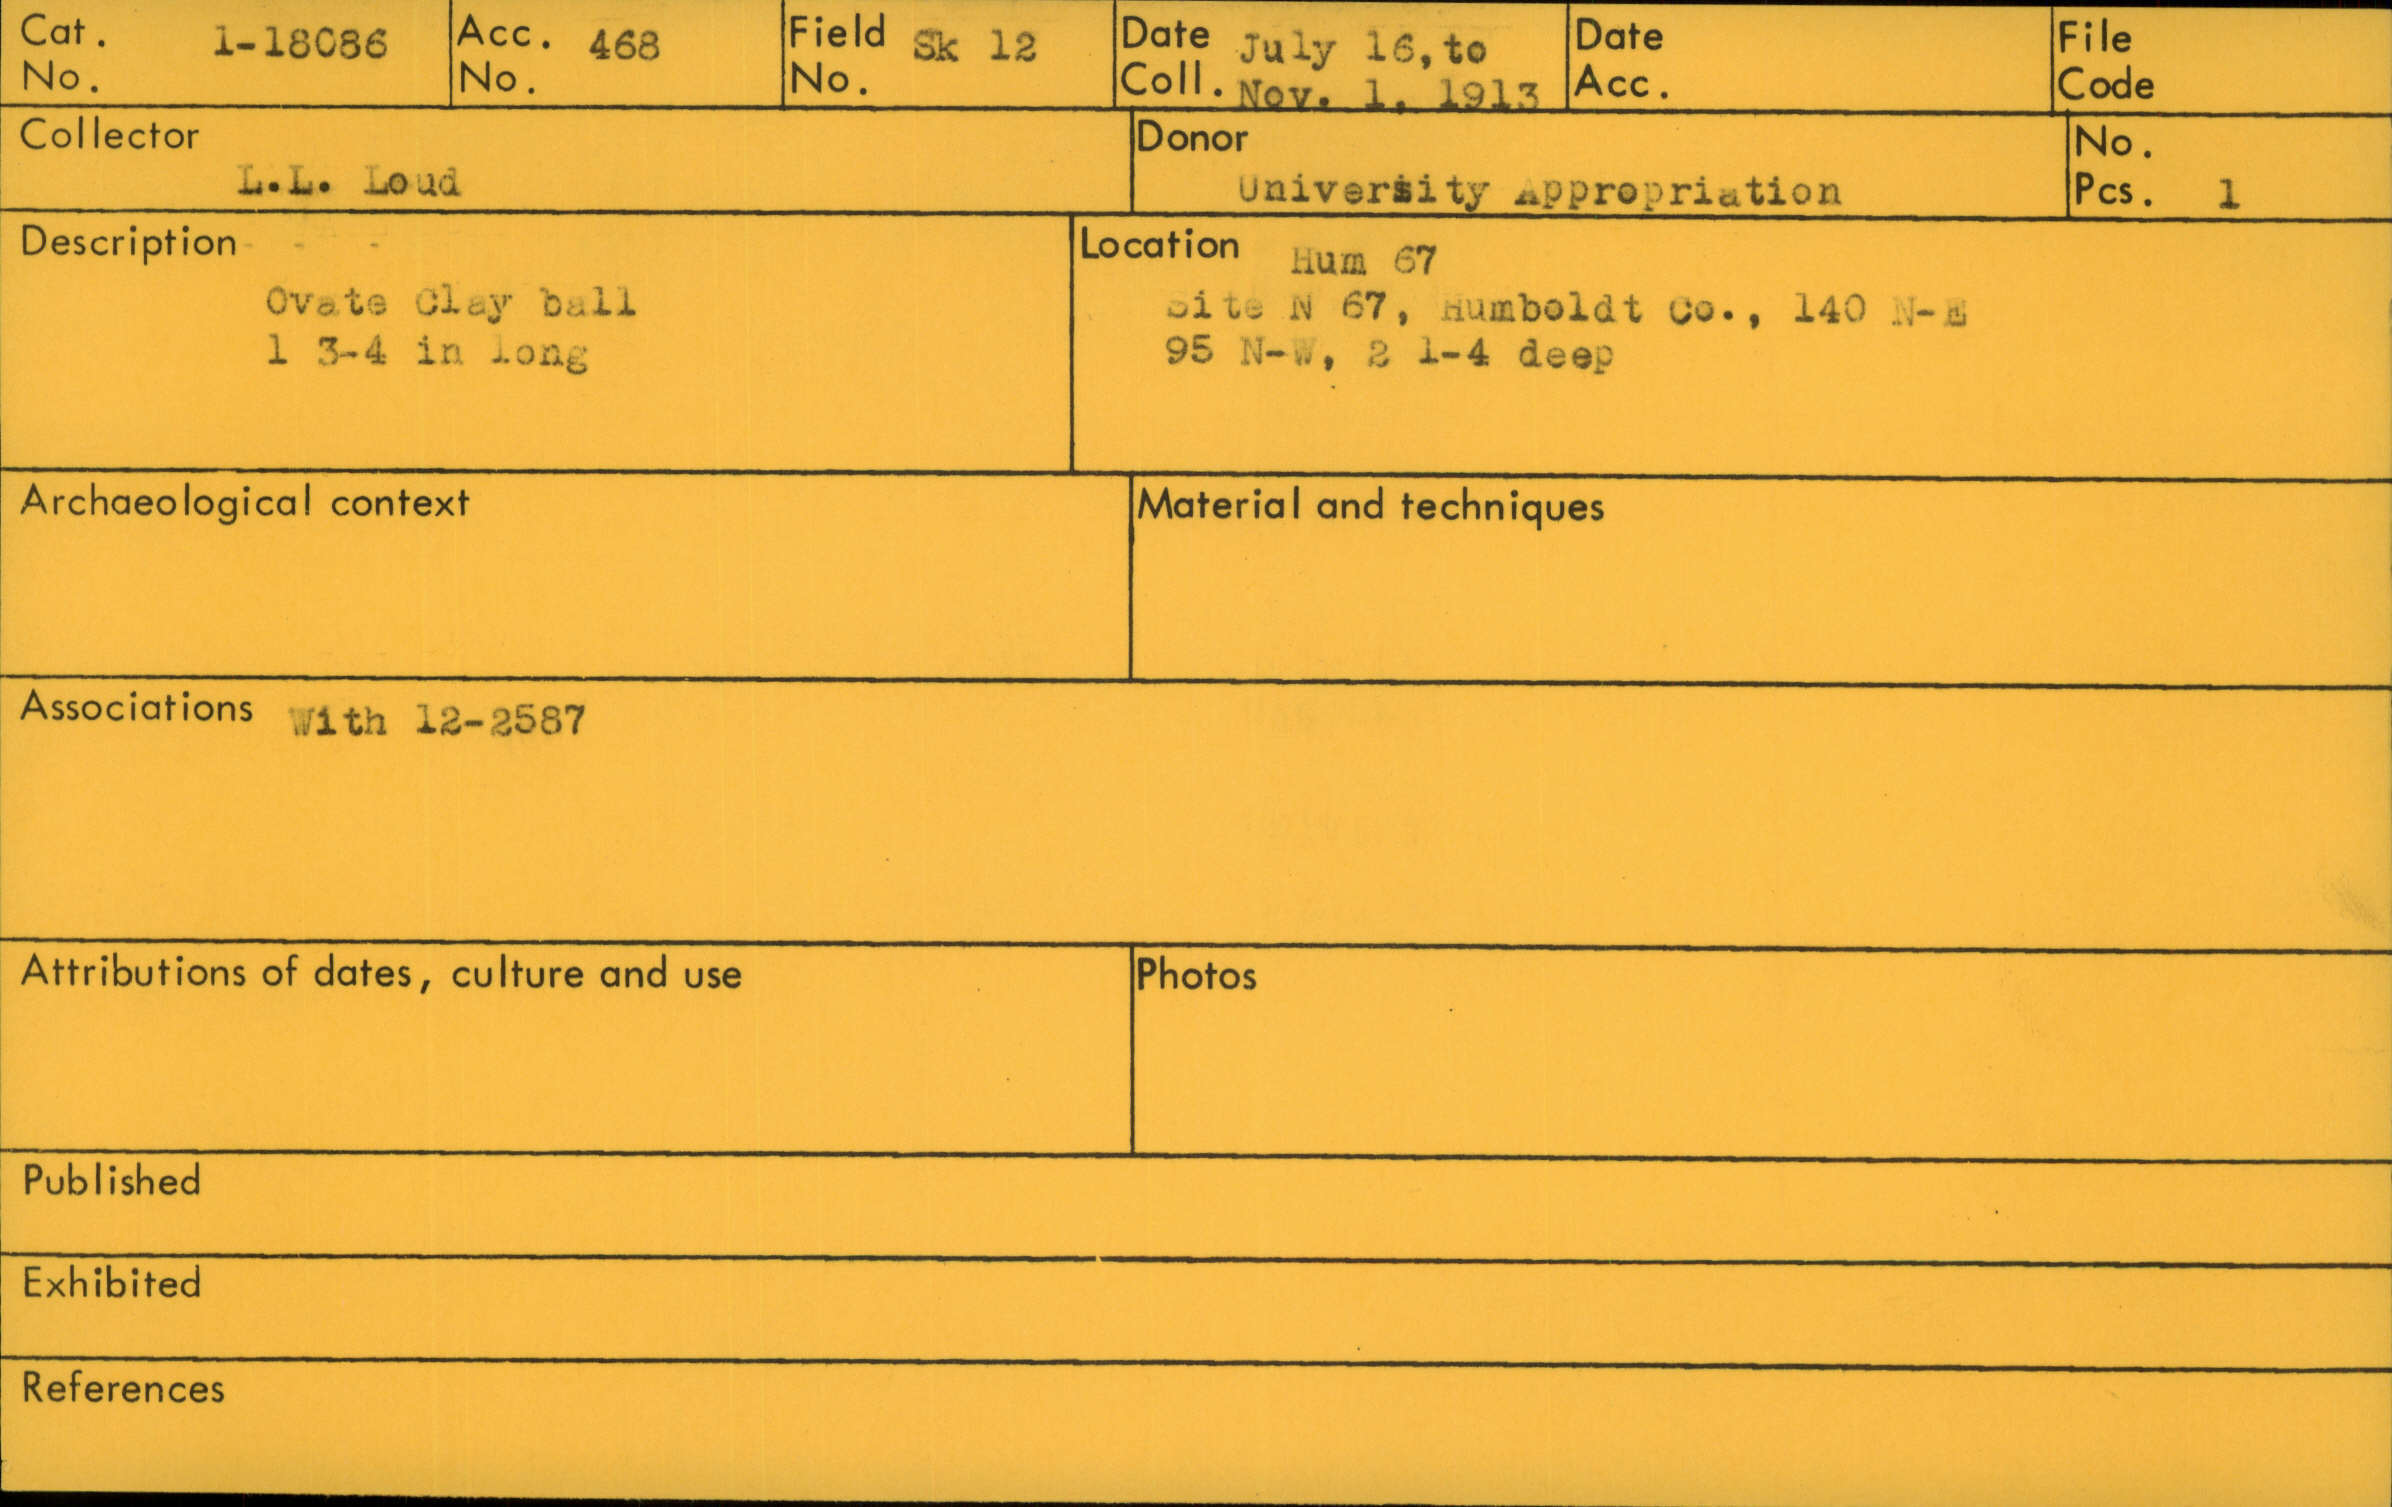 Cat. No. 1-18086
Acc. No. 468
Field No. Sk 12
Date Coll. July 16, to
Nov. 1, 1913
Date Acc.
File Code
Collector
L.L. Loud
Donor
University Appropriation
No. Pcs. 1
Description
Ovate Clay ball
1 3-4 in long
Location Hum 67
Site N 67, Humboldt Co., 140 N-E
95 N-W, 2 1-4 deep
Archaeological context
Material and techniques
Associations With 12-2587
Attributions of dates, culture and use
Photos
Published
Exhibited
References